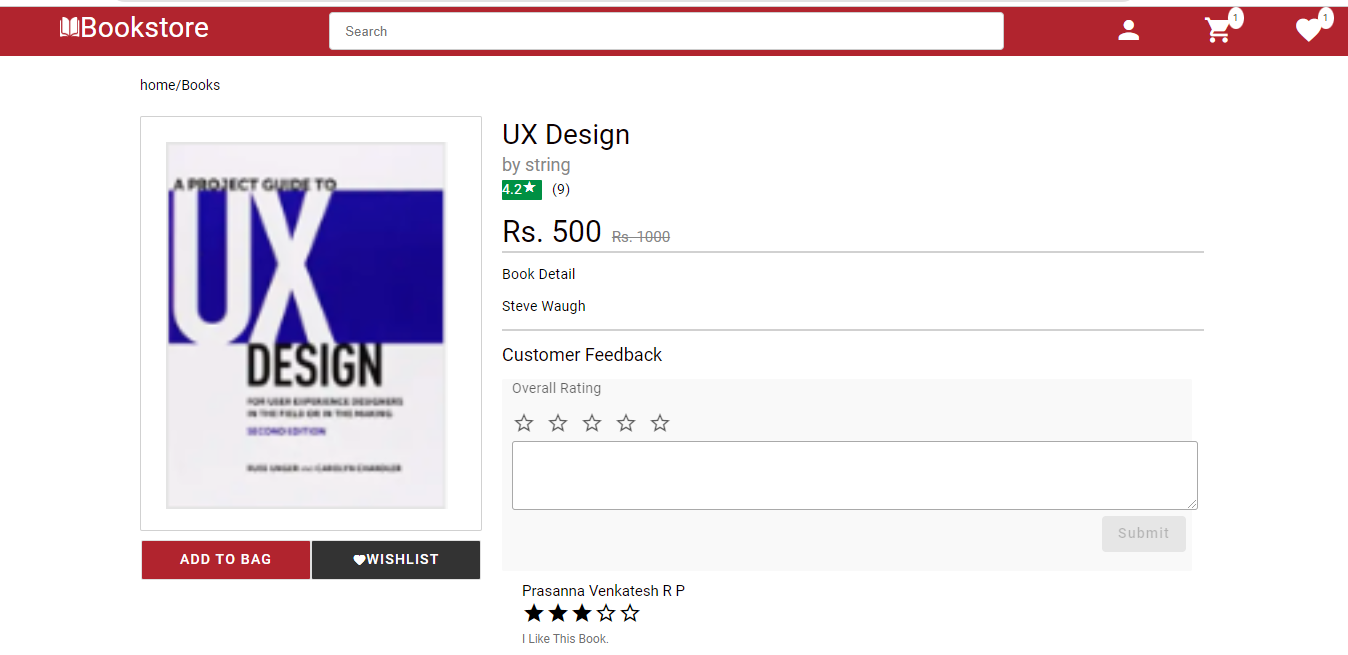 Bookstore
Search
1
1
home/Books
A PROJECT GUIDE TO
UX
DESIGN
FOR USER EXPERIENCE DESIGNERS
IN THE FIELD OR IN THE MAKING
SECOND EDITION
RUSS UNGER AND CAROLYN CHANDLER
ADD TO BAG
WISHLIST
UX Design
by string
4.2★ (9)
Rs. 500 Rs. 1000
Book Detail
Steve Waugh
Customer Feedback
Overall Rating
Submit
Prasanna Venkatesh R P
I Like This Book.